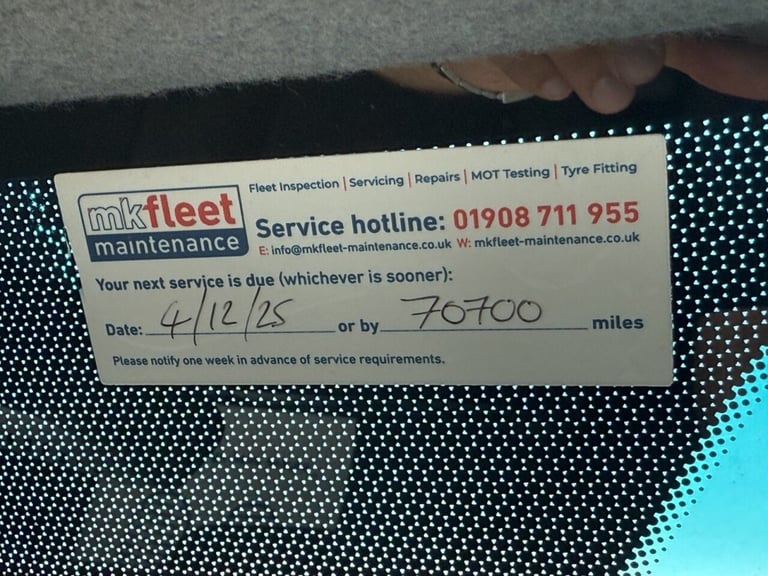 mkfleet
maintenance
Fleet Inspection | Servicing | Repairs | MOT Testing | Tyre Fitting
Service hotline: 01908 711 955
E: info@mkfleet-maintenance.co.uk W: mkfleet-maintenance.co.uk
Your next service is due (whichever is sooner):
Date: 4/12/25 or by 70700 miles
Please notify one week in advance of service requirements.